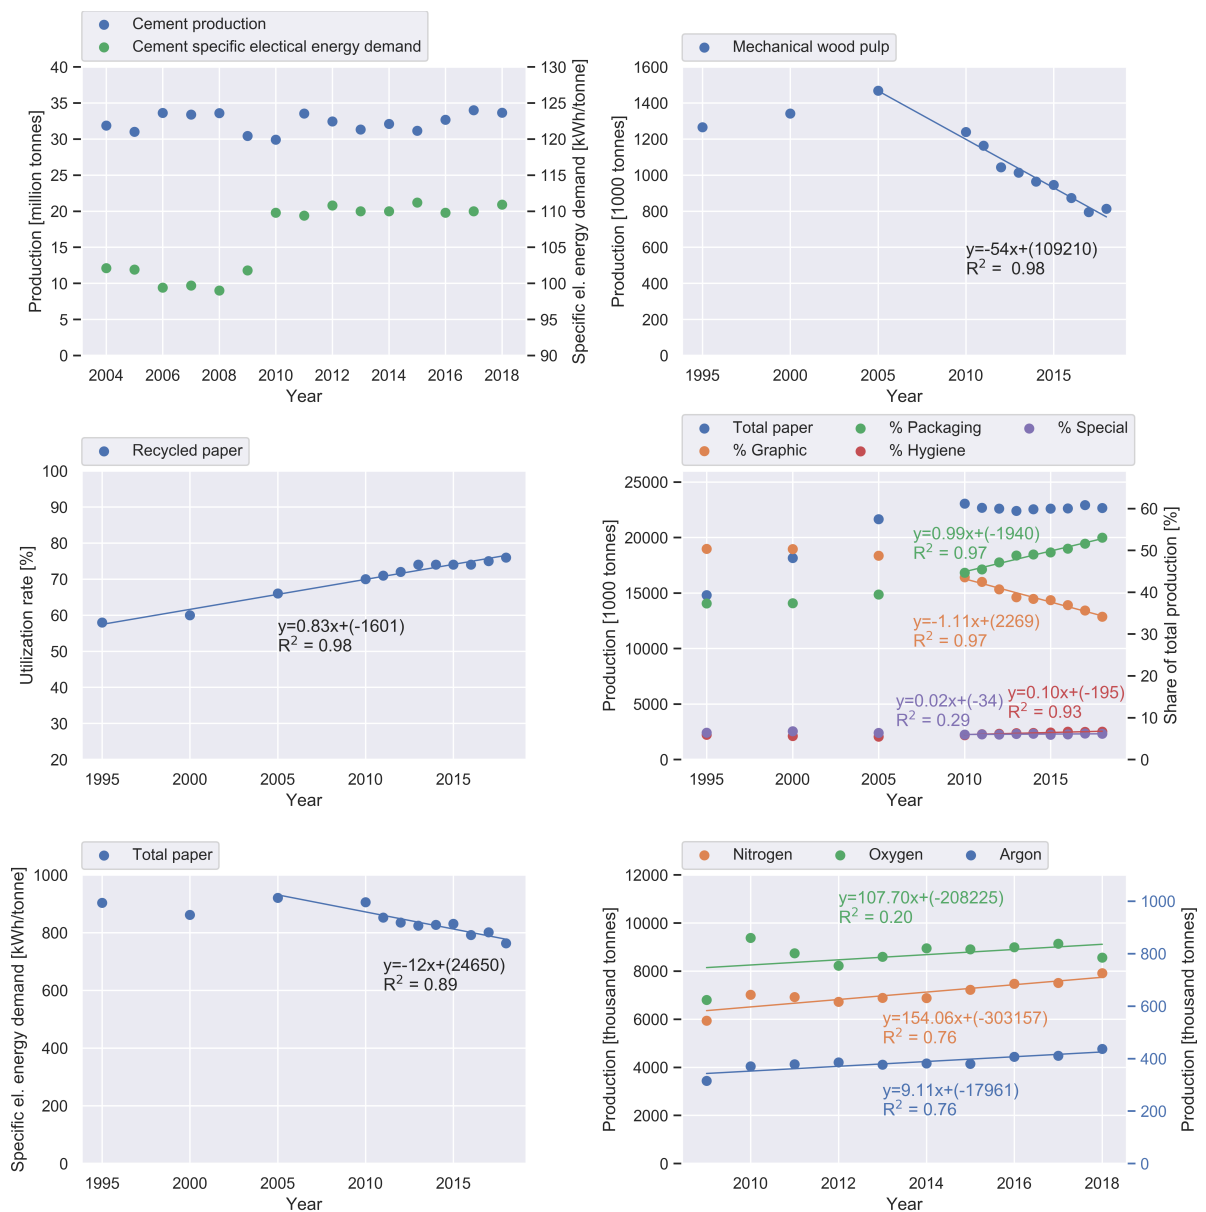 Cement production
Cement specific electical energy demand
40
35
30
25
20
15
10
5
0
Production [million tonnes]
130
125
120
115
110
105
100
95
90
Specific el. energy demand [kWh/tonne]
2004 2006 2008 2010 2012 2014 2016 2018
Year
Mechanical wood pulp
1600
1400
1200
1000
800
600
400
200
0
Production [1000 tonnes]
y=-54x+(109210)
R² = 0.98
1995 2000 2005 2010 2015
Year
Recycled paper
100
90
80
70
60
50
40
30
20
Utilization rate [%]
y=0.83x+(-1601)
R² = 0.98
1995 2000 2005 2010 2015
Year
Total paper % Packaging % Special
% Graphic % Hygiene
25000
20000
15000
10000
5000
0
Production [1000 tonnes]
y=0.99x+(-1940)
R² = 0.97
y=-1.11x+(2269)
R² = 0.97
y=0.02x+(-34)
R² = 0.29
y=0.10x+(-195)
R² = 0.93
60
50
40
30
20
10
0
Share of total production [%]
1995 2000 2005 2010 2015
Year
Total paper
1000
800
600
400
200
0
Specific el. energy demand [kWh/tonne]
y=-12x+(24650)
R² = 0.89
1995 2000 2005 2010 2015
Year
Nitrogen Oxygen Argon
12000
10000
8000
6000
4000
2000
0
Production [thousand tonnes]
y=107.70x+(-208225)
R² = 0.20
y=154.06x+(-303157)
R² = 0.76
y=9.11x+(-17961)
R² = 0.76
1000
800
600
400
200
0
Production [thousand tonnes]
2010 2012 2014 2016 2018
Year